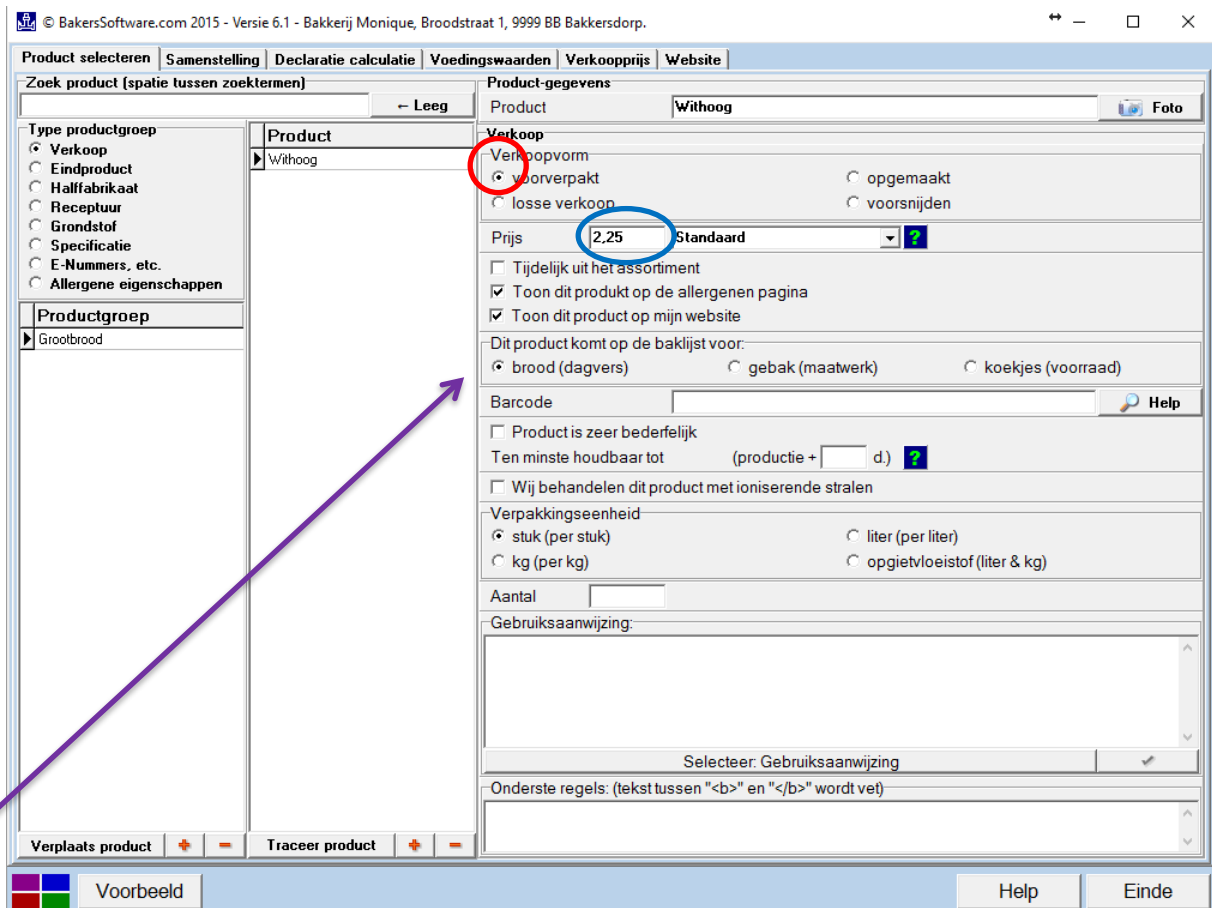 © BakersSoftware.com 2015 - Versie 6.1 - Bakkerij Monique, Broodstraat 1, 9999 BB Bakkersdorp.
Product selecteren Samenstelling Declaratie calculatie Voedingswaarden Verkoopprijs Website
Zoek product (spatie tussen zoektermen)
← Leeg
Type productgroep
Verkoop
Eindproduct
Halffabrikaat
Receptuur
Grondstof
Specificatie
E-Nummers, etc.
Allergene eigenschappen
Productgroep
Grootbrood
Verplaats product + −
Product
Withoog
Traceer product + −
Product-gegevens
Product Withoog Foto
Verkoop
Verkoopvorm
voorverpakt opgemaakt
losse verkoop voorsnijden
Prijs 2,25 Standaard ?
Tijdelijk uit het assortiment
Toon dit produkt op de allergenen pagina
Toon dit product op mijn website
Dit product komt op de baklijst voor:
brood (dagvers) gebak (maatwerk) koekjes (voorraad)
Barcode Help
Product is zeer bederfelijk
Ten minste houdbaar tot (productie + d.) ?
Wij behandelen dit product met ioniserende stralen
Verpakkingseenheid
stuk (per stuk) liter (per liter)
kg (per kg) opgietvloeistof (liter & kg)
Aantal
Gebruiksaanwijzing:
Selecteer: Gebruiksaanwijzing
Onderste regels: (tekst tussen "<b>" en "</b>" wordt vet)
Voorbeeld Help Einde